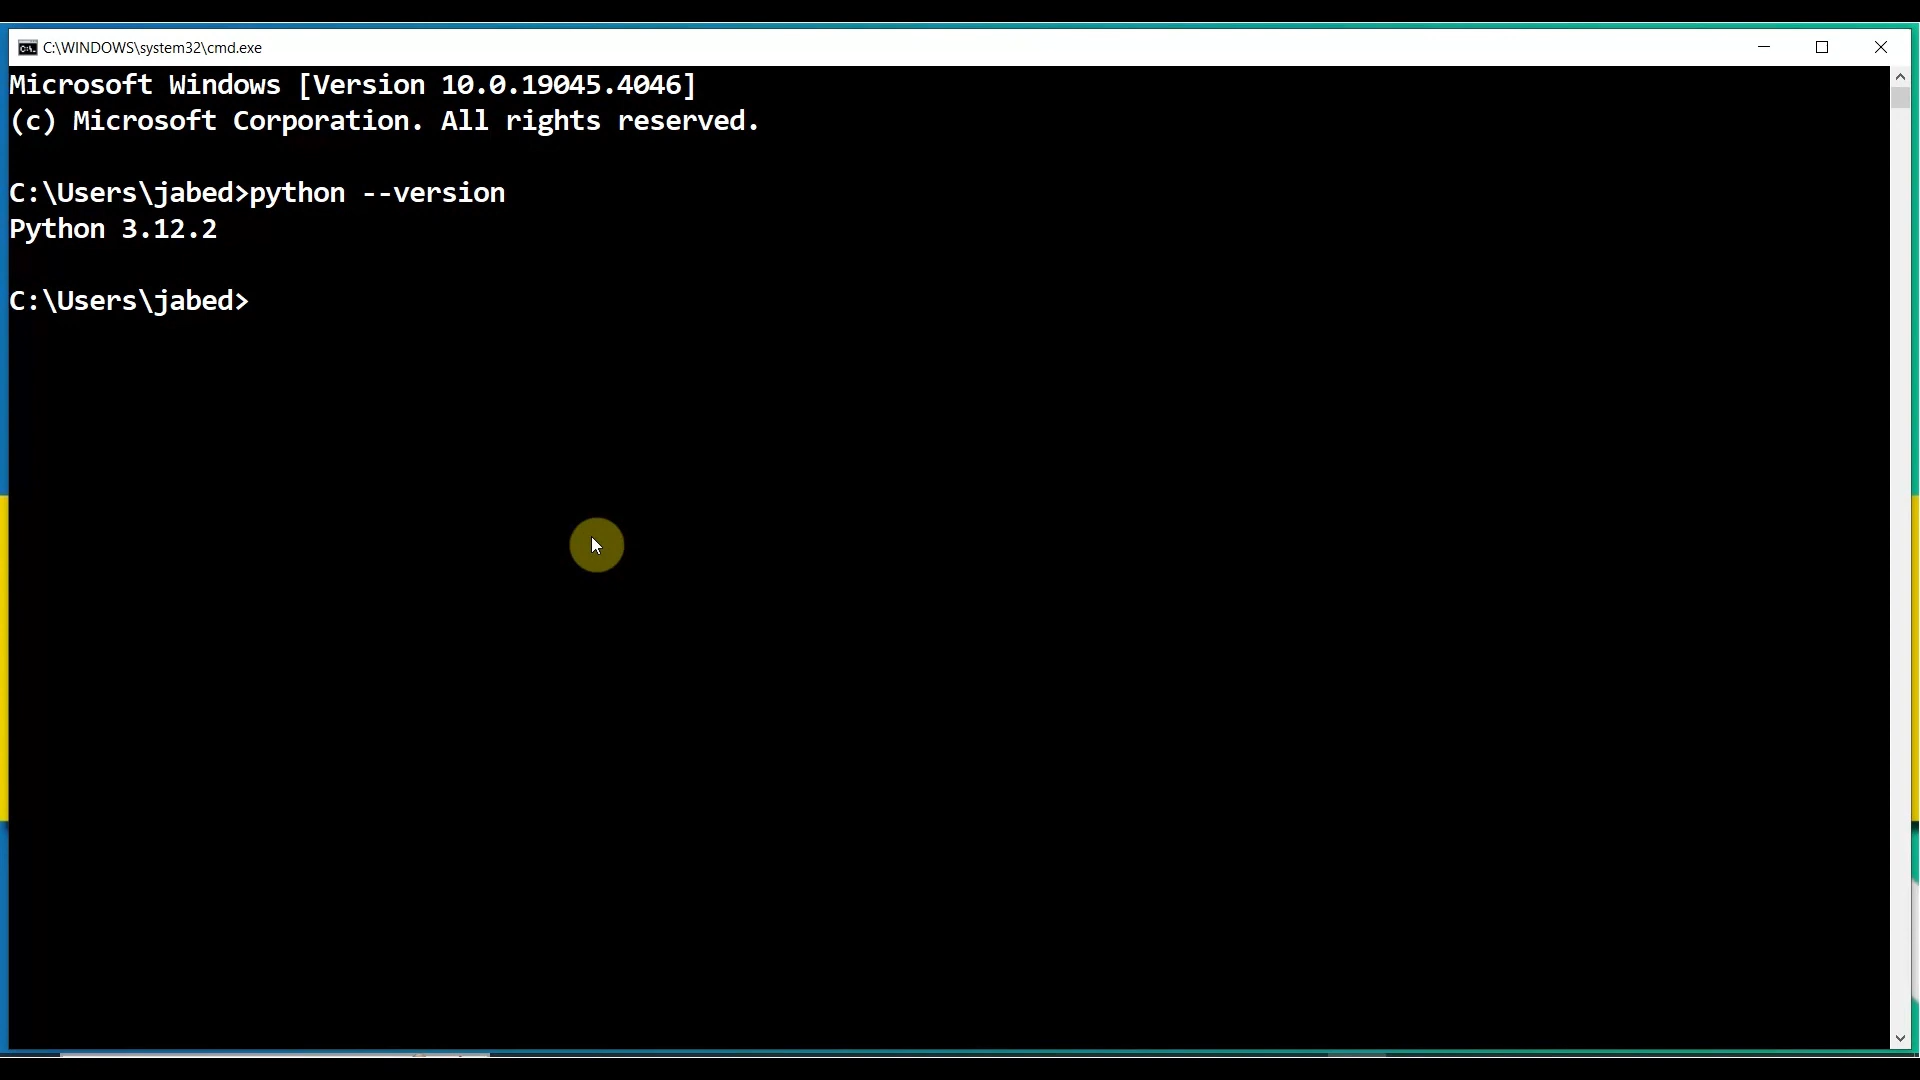 C:\WINDOWS\system32\cmd.exe
Microsoft Windows [Version 10.0.19045.4046]
(c) Microsoft Corporation. All rights reserved.
C:\Users\jabed>python --version
Python 3.12.2
C:\Users\jabed>